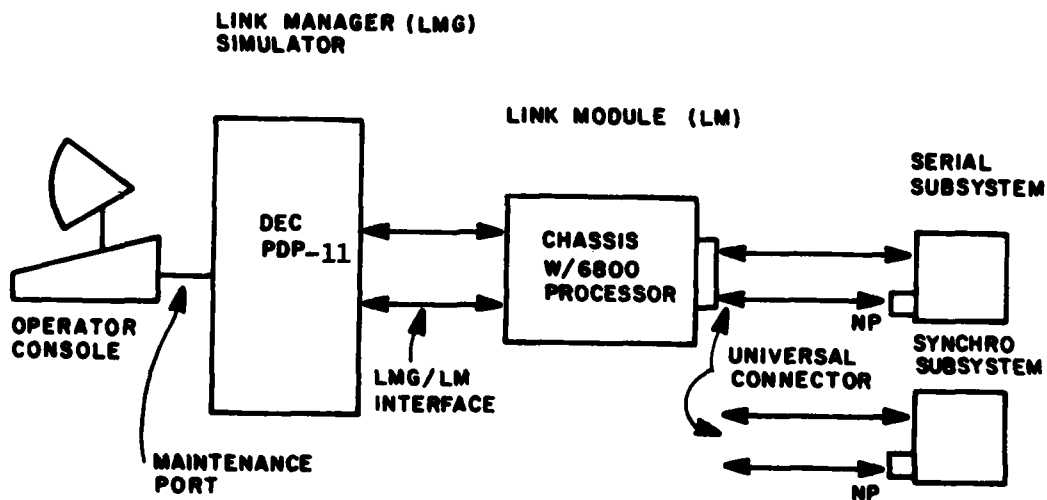 LINK MANAGER (LMG)
SIMULATOR
LINK MODULE (LM)
SERIAL
SUBSYSTEM
DEC
PDP-11
CHASSIS
W/6800
PROCESSOR
OPERATOR
CONSOLE
LMG/LM
INTERFACE
UNIVERSAL
CONNECTOR
NP
SYNCHRO
SUBSYSTEM
MAINTENANCE
PORT
NP